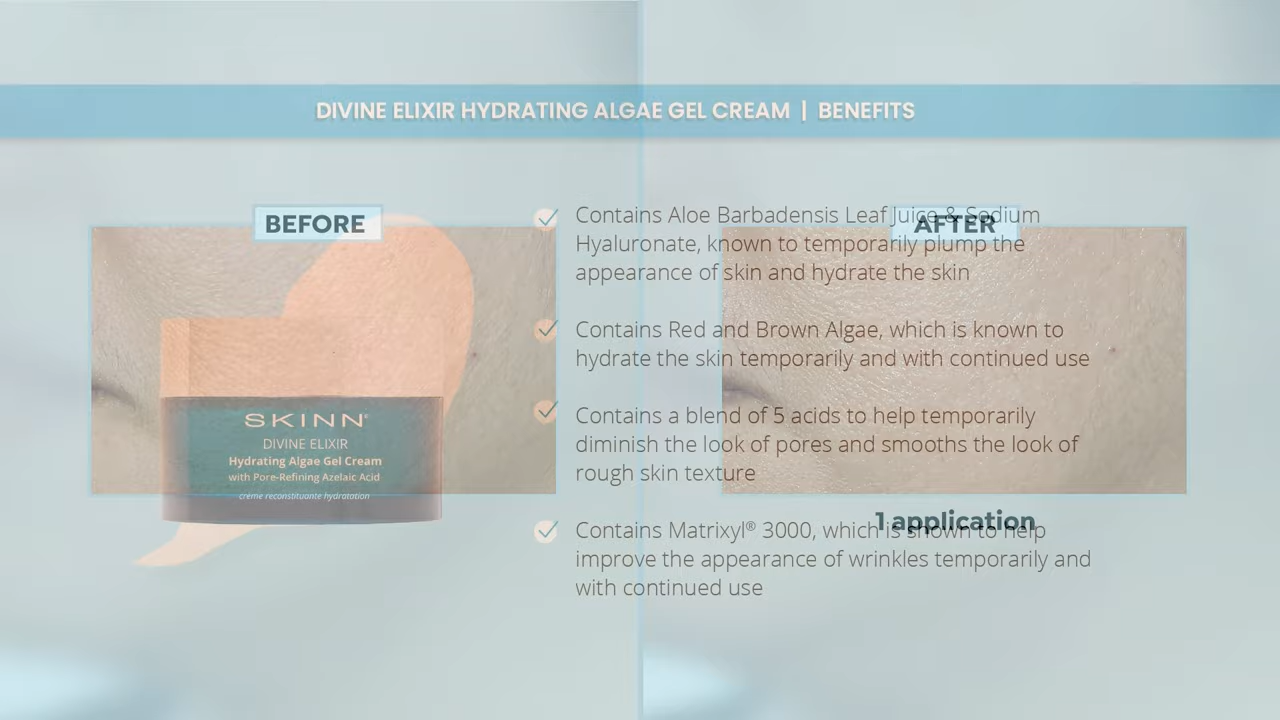 DIVINE ELIXIR HYDRATING ALGAE GEL CREAM | BENEFITS
BEFORE
AFTER
SKINN®
DIVINE ELIXIR
Hydrating Algae Gel Cream
with Pore-Refining Azelaic Acid
crème reconstituante hydratation
Contains Aloe Barbadensis Leaf Juice & Sodium
Hyaluronate, known to temporarily plump the
appearance of skin and hydrate the skin
Contains Red and Brown Algae, which is known to
hydrate the skin temporarily and with continued use
Contains a blend of 5 acids to help temporarily
diminish the look of pores and smooths the look of
rough skin texture
Contains Matrixyl® 3000, which is shown to help
improve the appearance of wrinkles temporarily and
with continued use
1 application